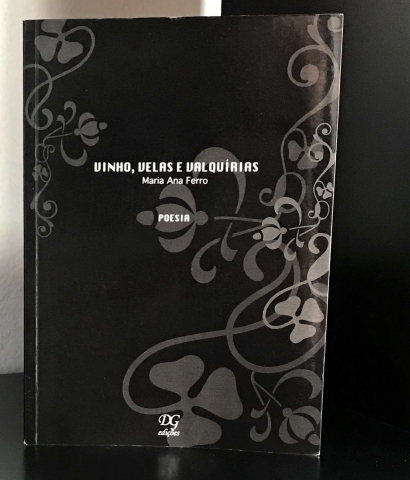 VINHO, VELAS E VALQUÍRIAS
Maria Ana Ferro
POESIA
DG
edições